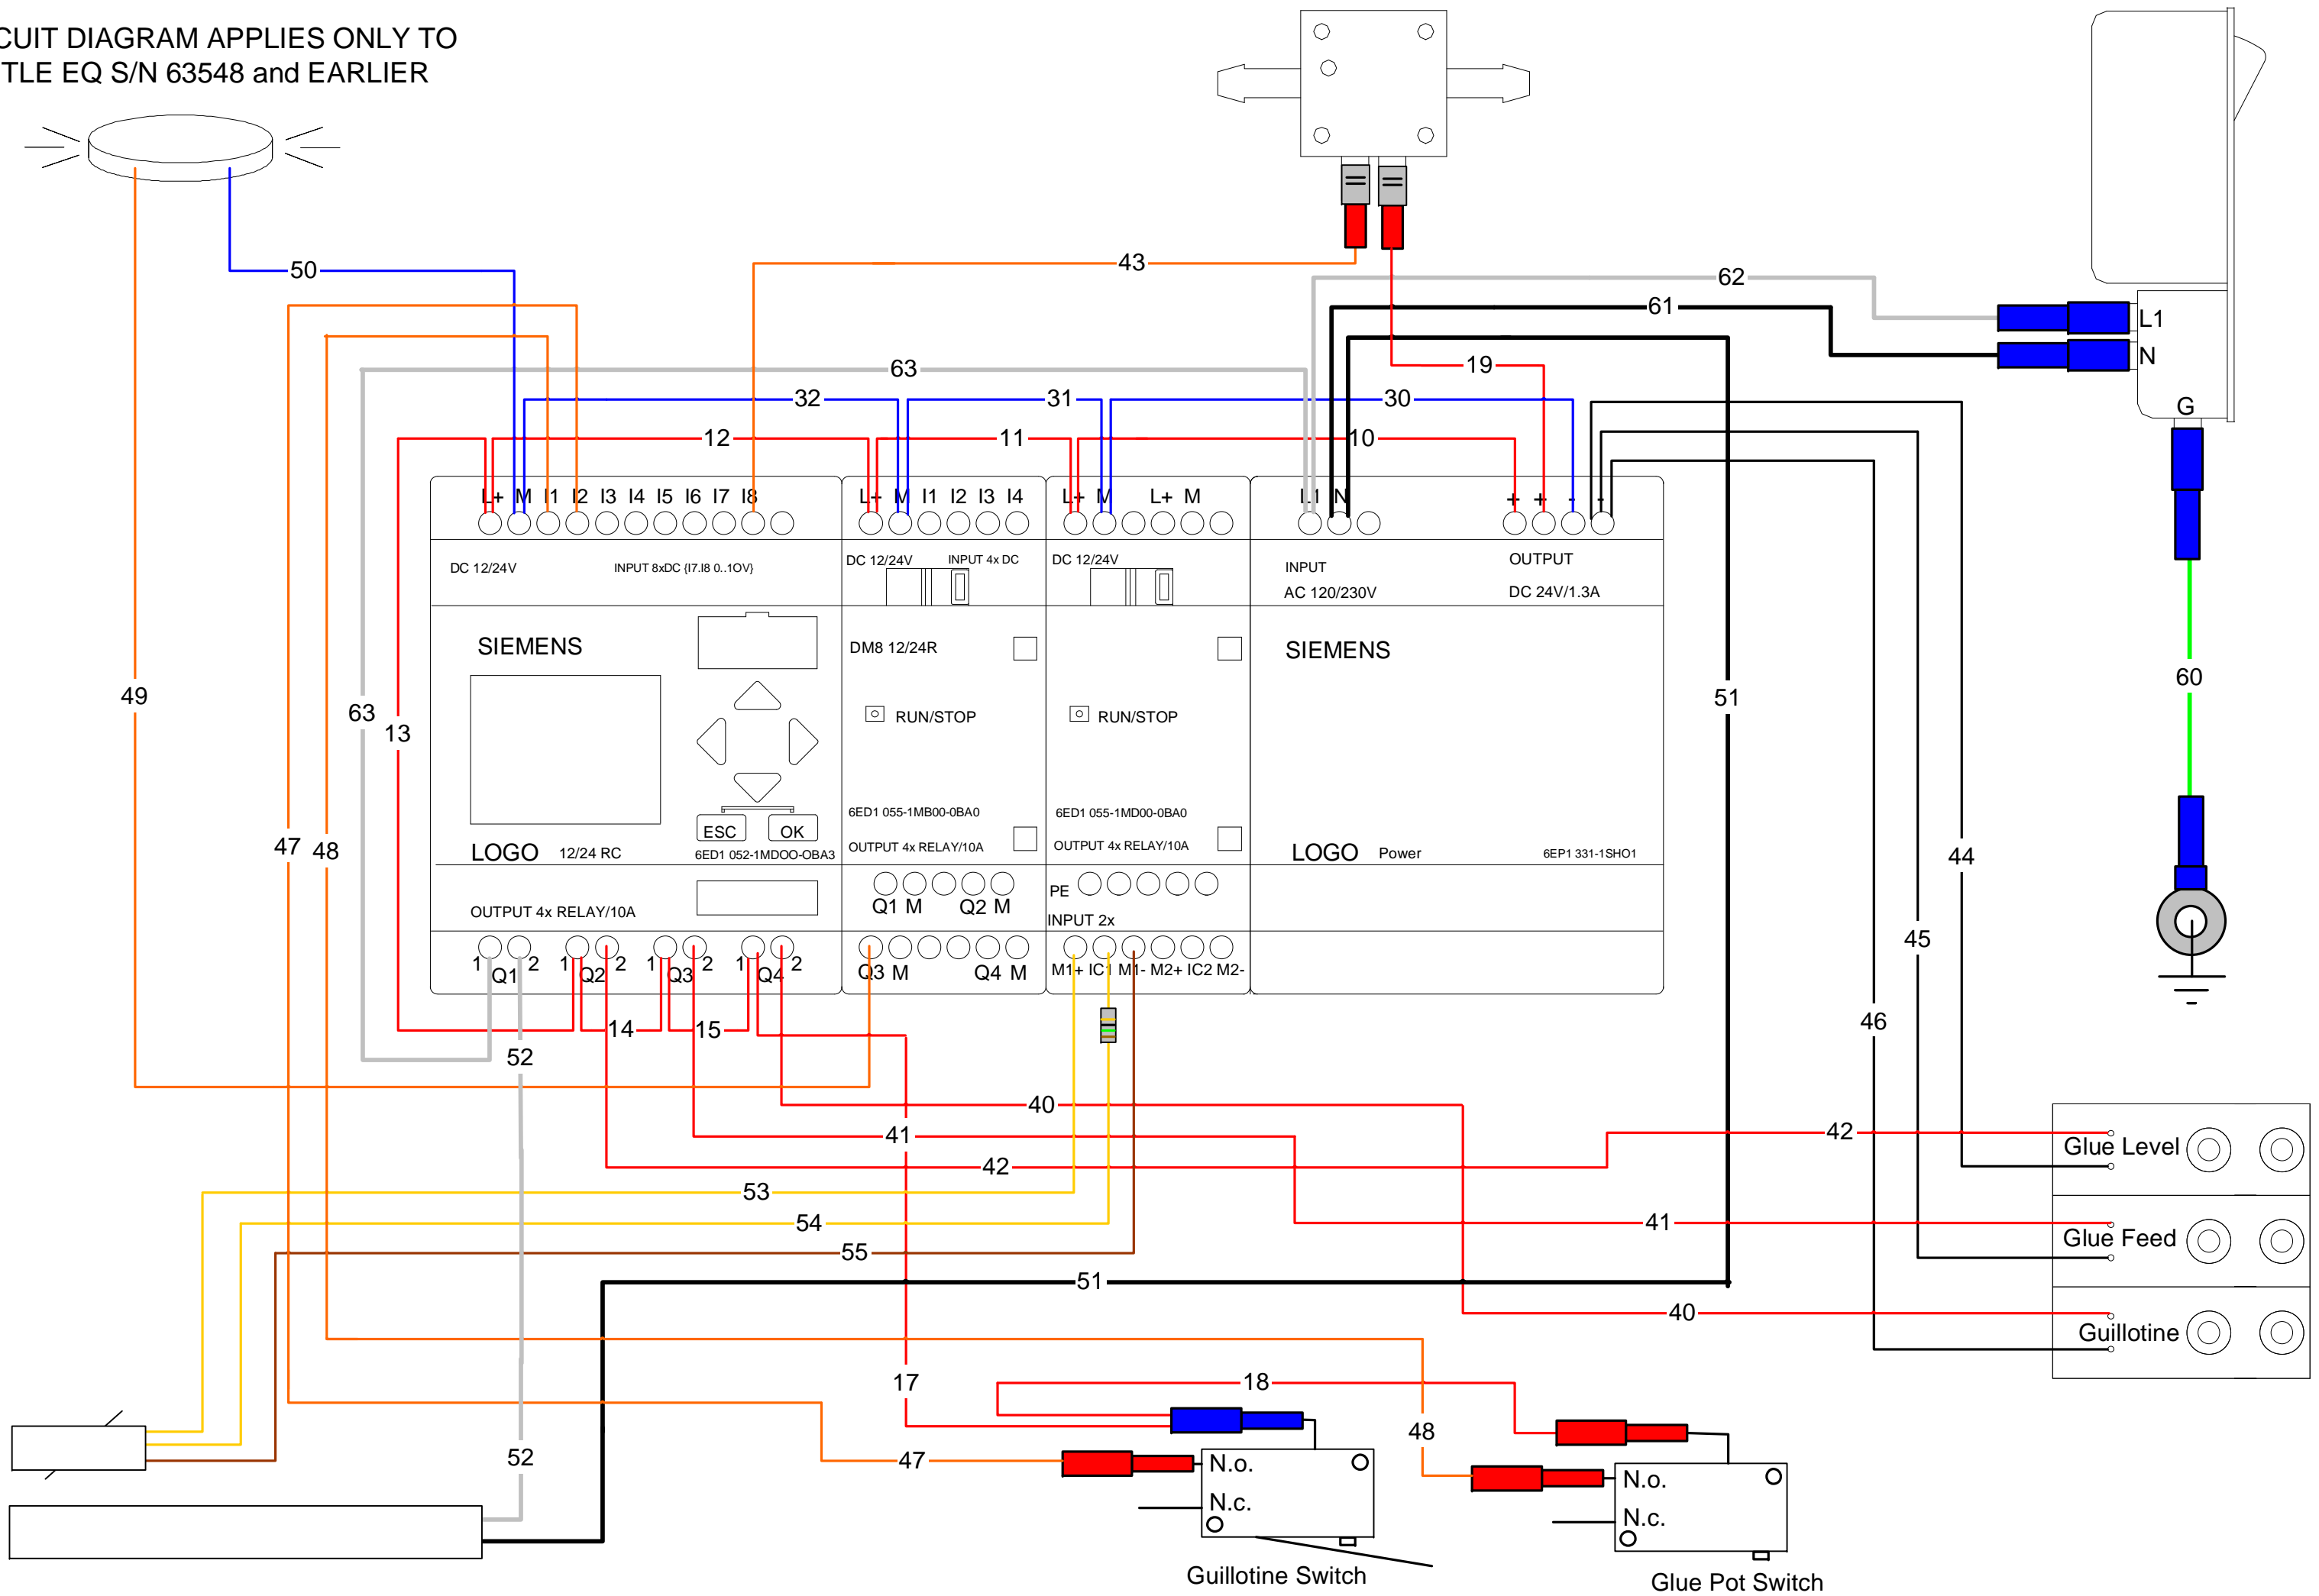 CUIT DIAGRAM APPLIES ONLY TO
TLE EQ S/N 63548 and EARLIER
50
43
62
61
L1
N
G
63
19
32
31
30
12
11
10
L+ M I1 I2 I3 I4 I5 I6 I7 I8
L+ M I1 I2 I3 I4
L+ M L+ M
L1 N
+ + - -
DC 12/24V
INPUT 8xDC {I7.I8 0..1OV}
DC 12/24V
INPUT 4x DC
DC 12/24V
INPUT
AC 120/230V
OUTPUT
DC 24V/1.3A
SIEMENS
DM8 12/24R
SIEMENS
RUN/STOP
RUN/STOP
49
63
13
51
60
47
48
44
6ED1 055-1MB00-0BA0
6ED1 055-1MD00-0BA0
ESC
OK
LOGO 12/24 RC
6ED1 052-1MDOO-OBA3
OUTPUT 4x RELAY/10A
OUTPUT 4x RELAY/10A
LOGO Power
6EP1 331-1SHO1
OUTPUT 4x RELAY/10A
Q1 M Q2 M
PE
INPUT 2x
45
1 Q1 2 1 Q2 2 1 Q3 2 1 Q4 2
Q3 M Q4 M
M1+ IC1 M1- M2+ IC2 M2-
46
14
15
52
40
41
42
42
Glue Level
53
54
41
Glue Feed
55
51
40
Guillotine
17
18
48
52
47
N.o.
N.c.
N.o.
N.c.
Guillotine Switch
Glue Pot Switch